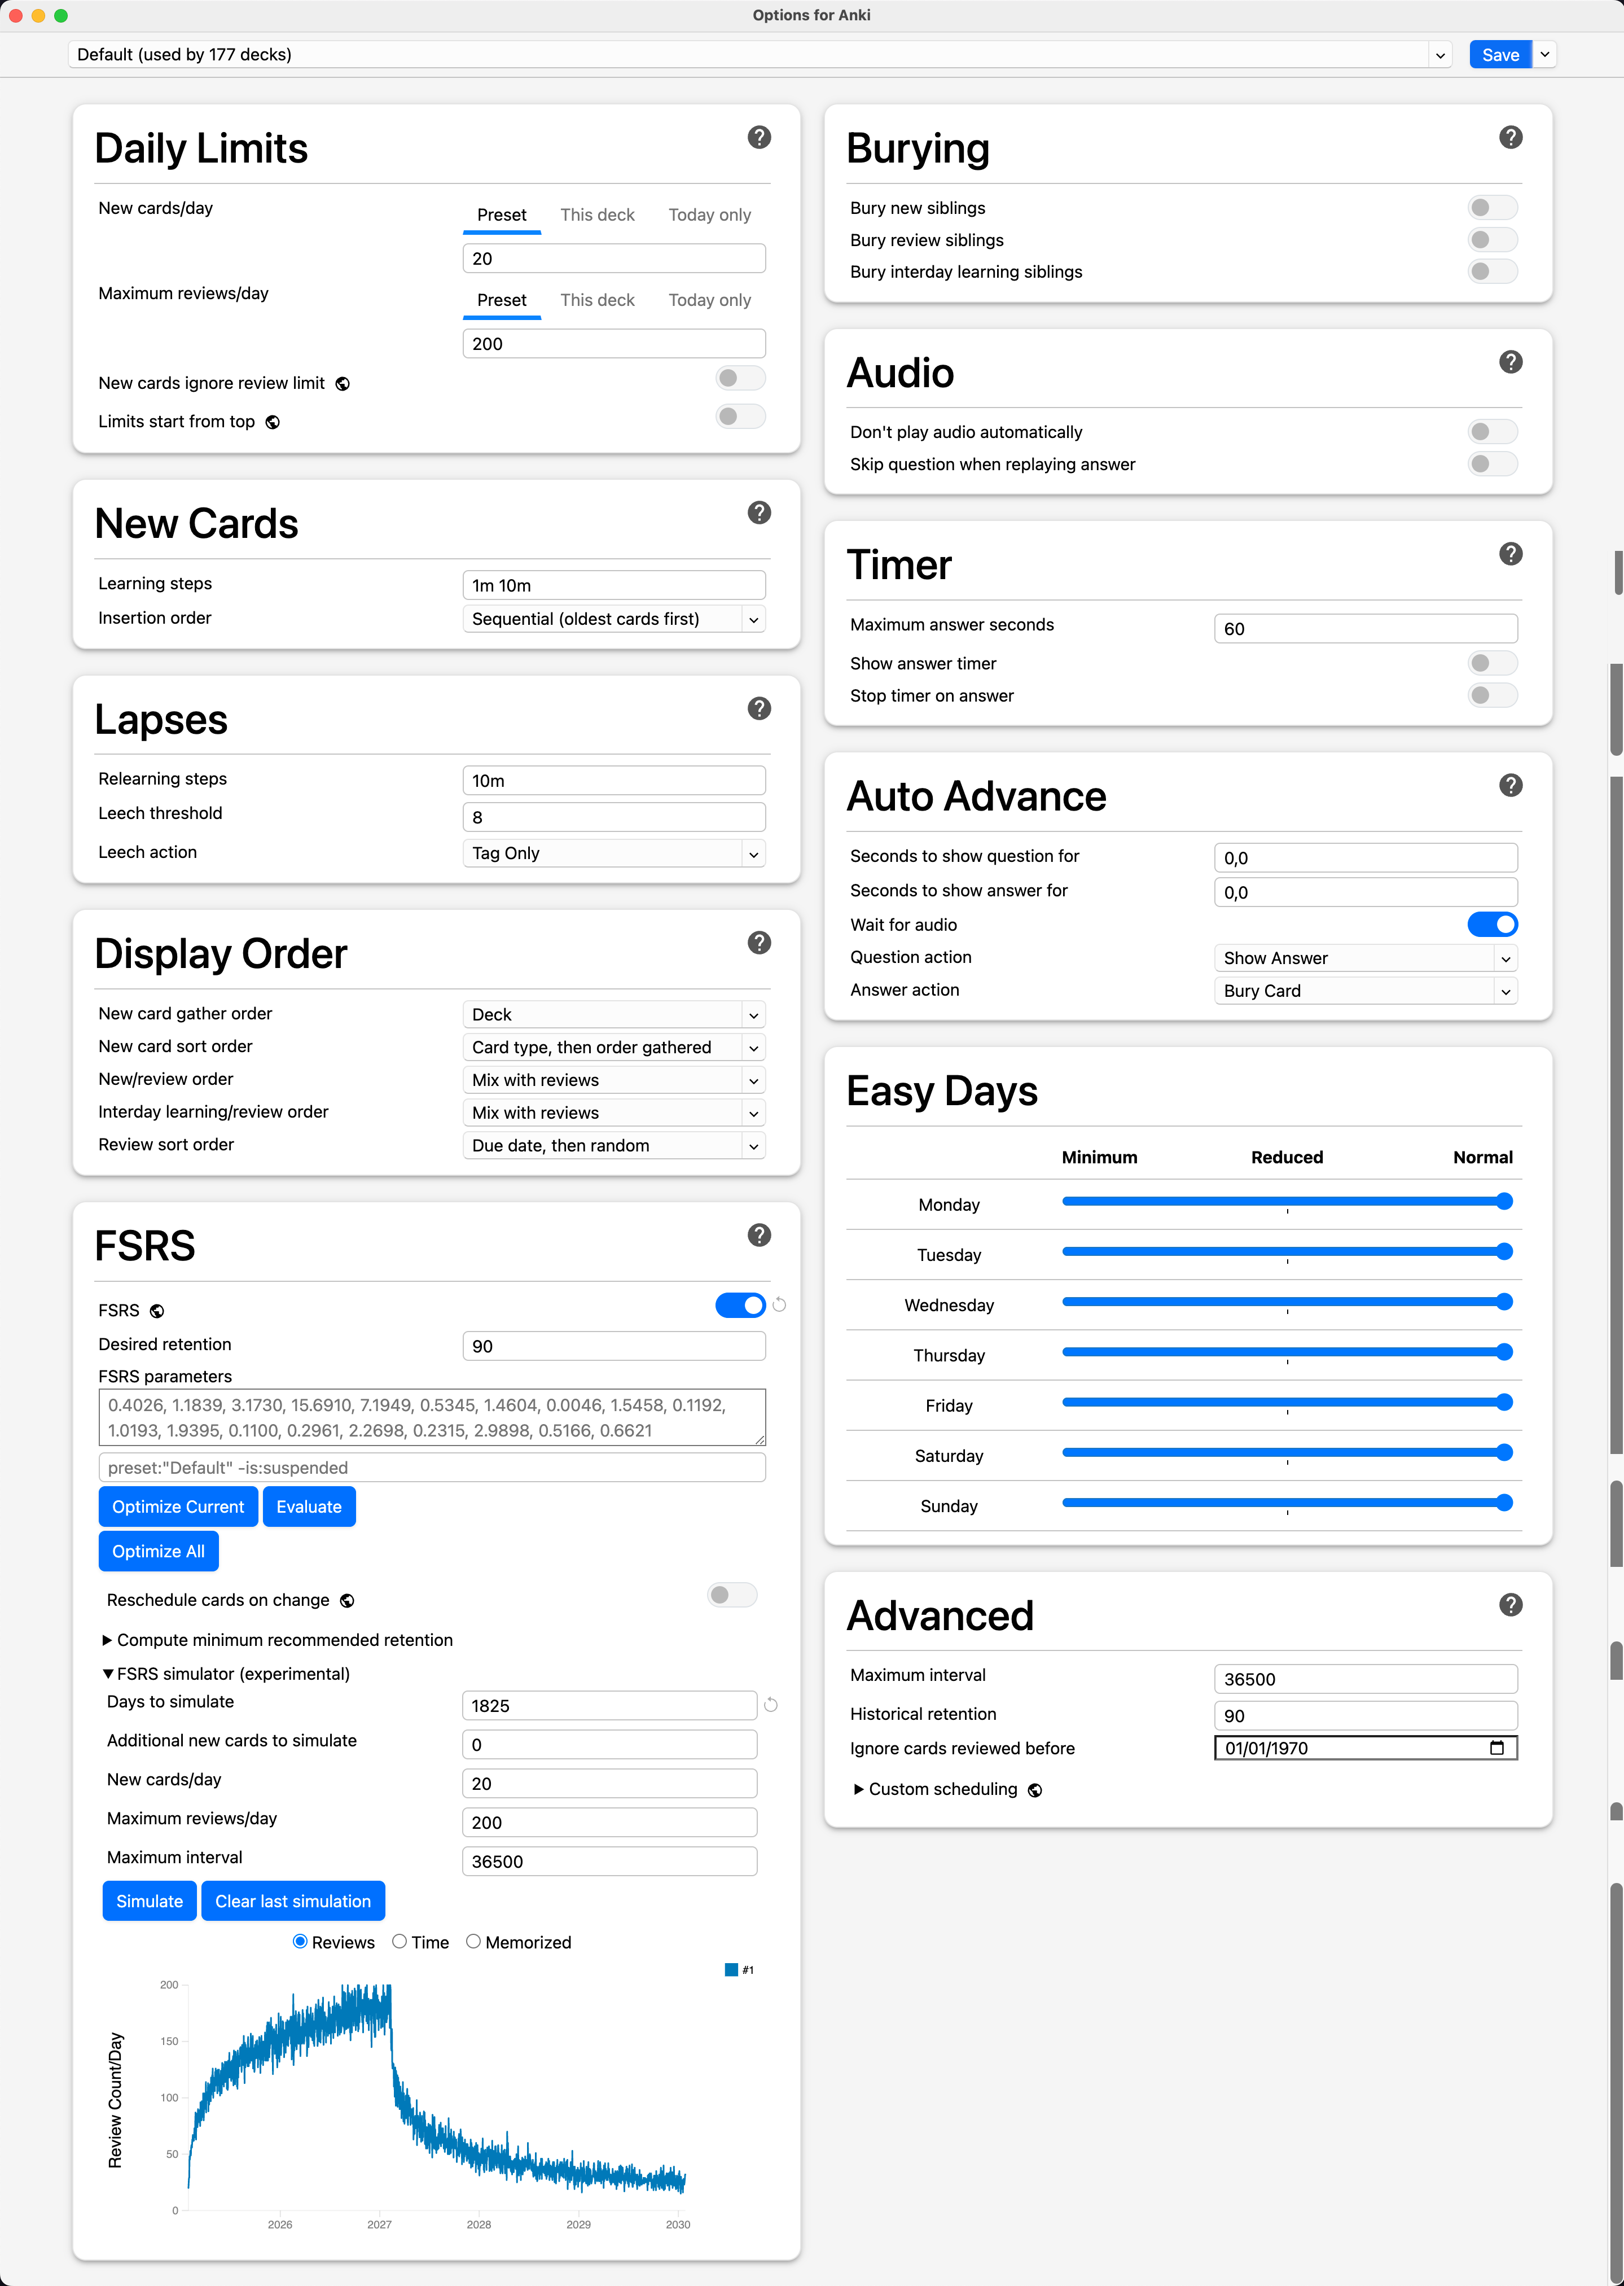 Options for Anki
Default (used by 177 decks)
Save
Daily Limits
New cards/day
Preset This deck Today only
20
Maximum reviews/day
Preset This deck Today only
200
New cards ignore review limit
Limits start from top
New Cards
Learning steps 1m 10m
Insertion order Sequential (oldest cards first)
Lapses
Relearning steps 10m
Leech threshold 8
Leech action Tag Only
Display Order
New card gather order Deck
New card sort order Card type, then order gathered
New/review order Mix with reviews
Interday learning/review order Mix with reviews
Review sort order Due date, then random
FSRS
FSRS
Desired retention 90
FSRS parameters
0.4026, 1.1839, 3.1730, 15.6910, 7.1949, 0.5345, 1.4604, 0.0046, 1.5458, 0.1192,
1.0193, 1.9395, 0.1100, 0.2961, 2.2698, 0.2315, 2.9898, 0.5166, 0.6621
preset:"Default" -is:suspended
Optimize Current Evaluate
Optimize All
Reschedule cards on change
Compute minimum recommended retention
FSRS simulator (experimental)
Days to simulate 1825
Additional new cards to simulate 0
New cards/day 20
Maximum reviews/day 200
Maximum interval 36500
Simulate Clear last simulation
Reviews Time Memorized
#1
Review Count/Day
200
150
100
50
0
2026 2027 2028 2029 2030
Burying
Bury new siblings
Bury review siblings
Bury interday learning siblings
Audio
Don't play audio automatically
Skip question when replaying answer
Timer
Maximum answer seconds 60
Show answer timer
Stop timer on answer
Auto Advance
Seconds to show question for 0,0
Seconds to show answer for 0,0
Wait for audio
Question action Show Answer
Answer action Bury Card
Easy Days
Minimum Reduced Normal
Monday
Tuesday
Wednesday
Thursday
Friday
Saturday
Sunday
Advanced
Maximum interval 36500
Historical retention 90
Ignore cards reviewed before 01/01/1970
Custom scheduling